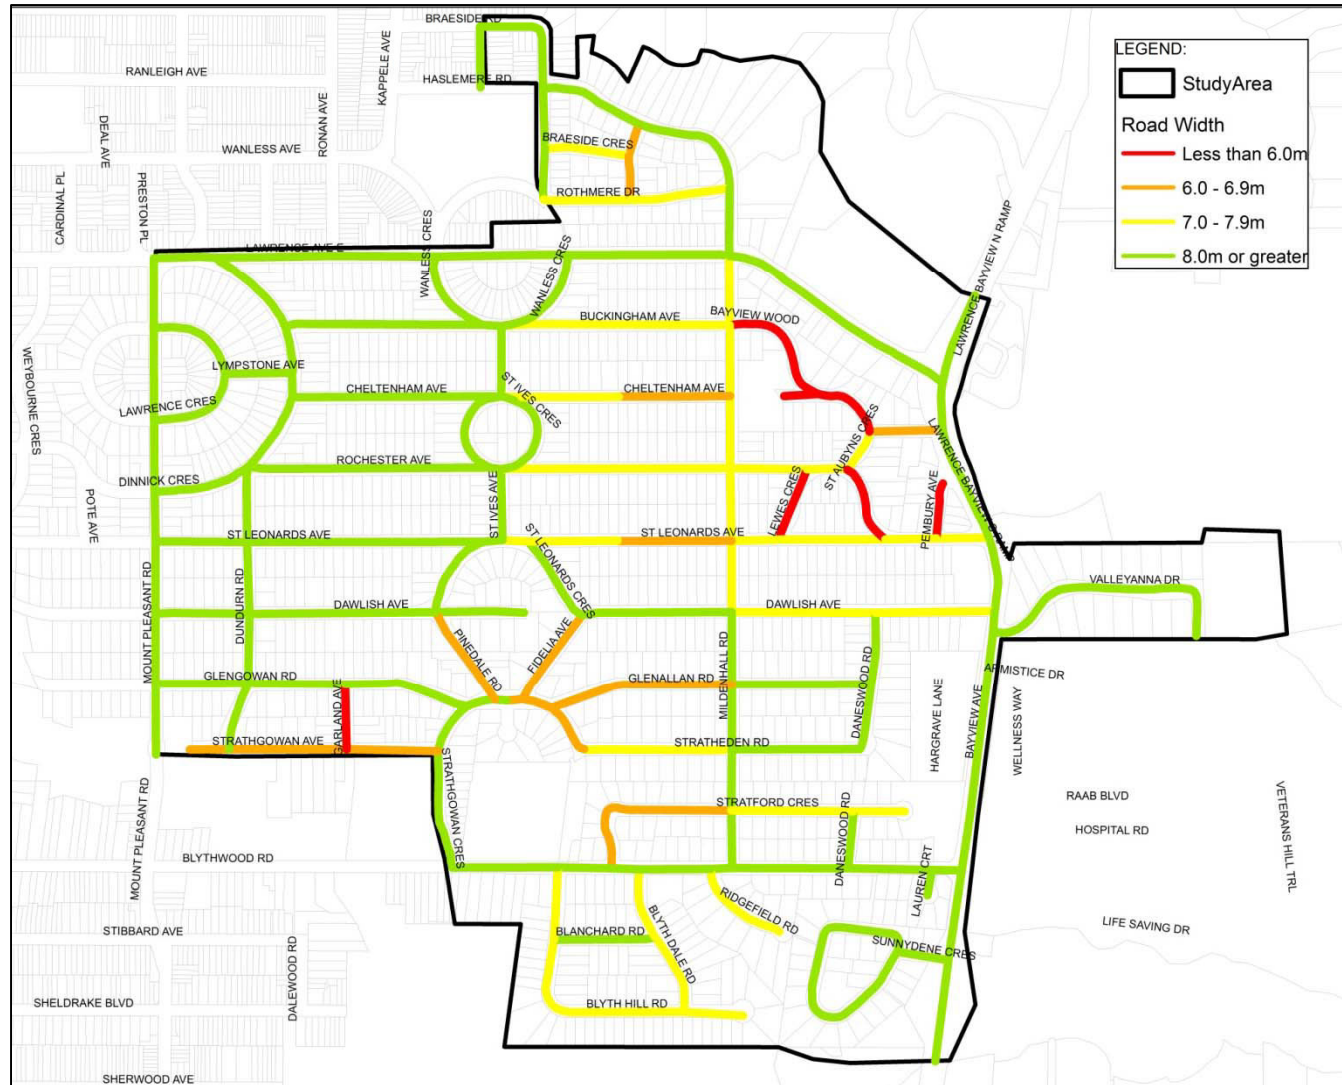 BRAESIDE RD
RANLEIGH AVE
KAPPELE AVE
HASLEMERE RD
LEGEND:
StudyArea
Road Width
Less than 6.0m
6.0 - 6.9m
7.0 - 7.9m
8.0m or greater
DEAL AVE
RONAN AVE
WANLESS AVE
BRAESIDE CRES
CARDINAL PL
PRESTON PL
ROTHMERE DR
LAWRENCE AVE E
WANLESS CRES
WANLESS CRES
LAWRENCE BAYVIEW N RAMP
BUCKINGHAM AVE
BAYVIEW WOOD
WEYBOURNE CRES
LYMPSTONE AVE
CHELTENHAM AVE
ST IVES CRES
CHELTENHAM AVE
LAWRENCE CRES
ST AUBYNS CRES
LAWRENCE BAYVIEW S RAMP
ROCHESTER AVE
DINNICK CRES
POTE AVE
ST IVES AVE
LEWES CRES
PEMBURY AVE
ST LEONARDS AVE
ST LEONARDS AVE
ST LEONARDS CRES
VALLEYANNA DR
MOUNT PLEASANT RD
DUNDURN RD
DAWLISH AVE
DAWLISH AVE
PINEDALE RD
FIDELIA AVE
MILDENHALL RD
DANESWOOD RD
GLENGOWAN RD
GLENALLAN RD
ARMISTICE DR
HARGRAVE LANE
BAYVIEW AVE
WELLNESS WAY
GARLAND AVE
STRATHGOWAN AVE
STRATHEDEN RD
STRATHGOWAN CRES
MOUNT PLEASANT RD
STRATFORD CRES
DANESWOOD RD
RAAB BLVD
HOSPITAL RD
VETERANS HILL TRL
BLYTHWOOD RD
LAUREN CRT
RIDGEFIELD RD
STIBBARD AVE
BLANCHARD RD
BLYTH DALE RD
SUNNYDENE CRES
LIFE SAVING DR
DALEWOOD RD
SHELDRAKE BLVD
BLYTH HILL RD
SHERWOOD AVE